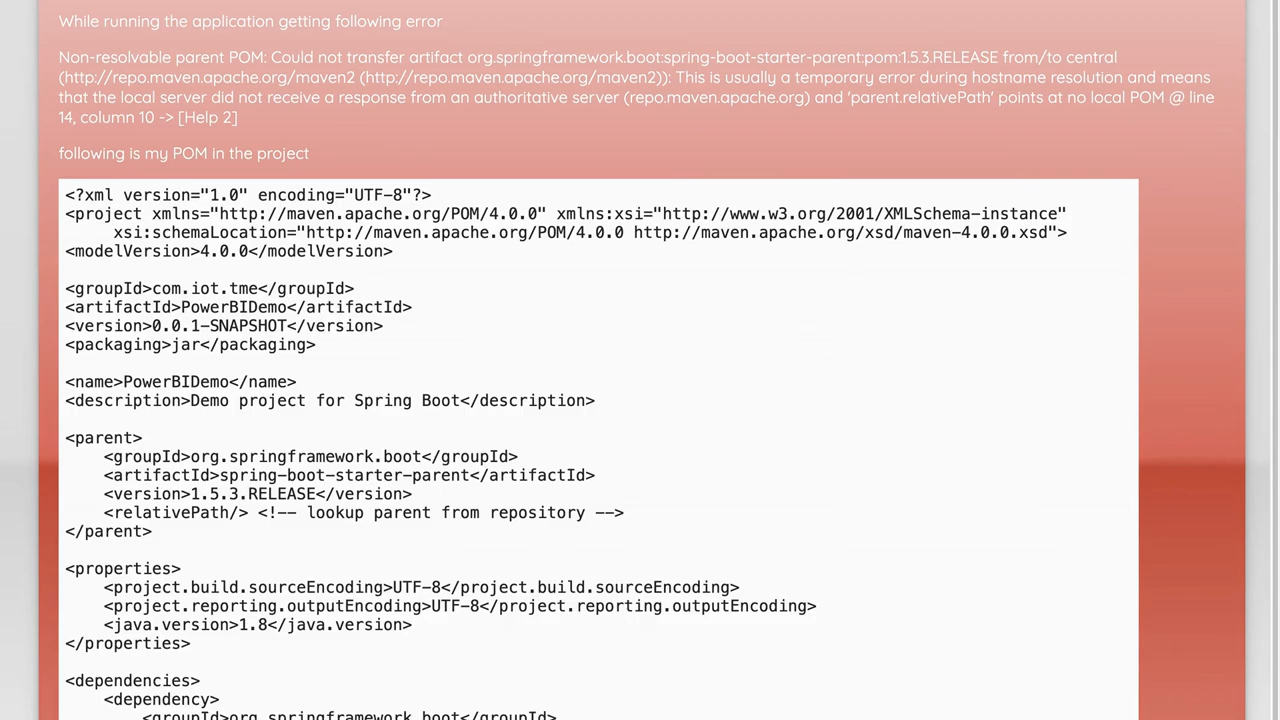 While running the application getting following error
Non-resolvable parent POM: Could not transfer artifact org.springframework.boot:spring-boot-starter-parent:pom:1.5.3.RELEASE from/to central
(http://repo.maven.apache.org/maven2 (http://repo.maven.apache.org/maven2)): This is usually a temporary error during hostname resolution and means
that the local server did not receive a response from an authoritative server (repo.maven.apache.org) and 'parent.relativePath' points at no local POM @ line
14, column 10 -> [Help 2]
following is my POM in the project
<?xml version="1.0" encoding="UTF-8"?>
<project xmlns="http://maven.apache.org/POM/4.0.0" xmlns:xsi="http://www.w3.org/2001/XMLSchema-instance"
     xsi:schemaLocation="http://maven.apache.org/POM/4.0.0 http://maven.apache.org/xsd/maven-4.0.0.xsd">
<modelVersion>4.0.0</modelVersion>
<groupId>com.iot.tme</groupId>
<artifactId>PowerBIDemo</artifactId>
<version>0.0.1-SNAPSHOT</version>
<packaging>jar</packaging>
<name>PowerBIDemo</name>
<description>Demo project for Spring Boot</description>
<parent>
    <groupId>org.springframework.boot</groupId>
    <artifactId>spring-boot-starter-parent</artifactId>
    <version>1.5.3.RELEASE</version>
    <relativePath/> <!-- lookup parent from repository -->
</parent>
<properties>
    <project.build.sourceEncoding>UTF-8</project.build.sourceEncoding>
    <project.reporting.outputEncoding>UTF-8</project.reporting.outputEncoding>
    <java.version>1.8</java.version>
</properties>
<dependencies>
    <dependency>
        <groupId>org.springframework.boot</groupId>